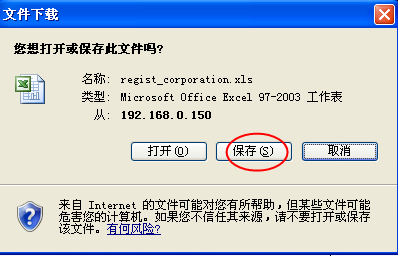 文件下载
您想打开或保存此文件吗?
名称: regist_corporation.xls
类型: Microsoft Office Excel 97-2003 工作表
从: 192.168.0.150
打开(O) 保存(S) 取消
来自 Internet 的文件可能对您有所帮助,但某些文件可能
危害您的计算机。如果您不信任其来源,请不要打开或保存
该文件。有何风险?